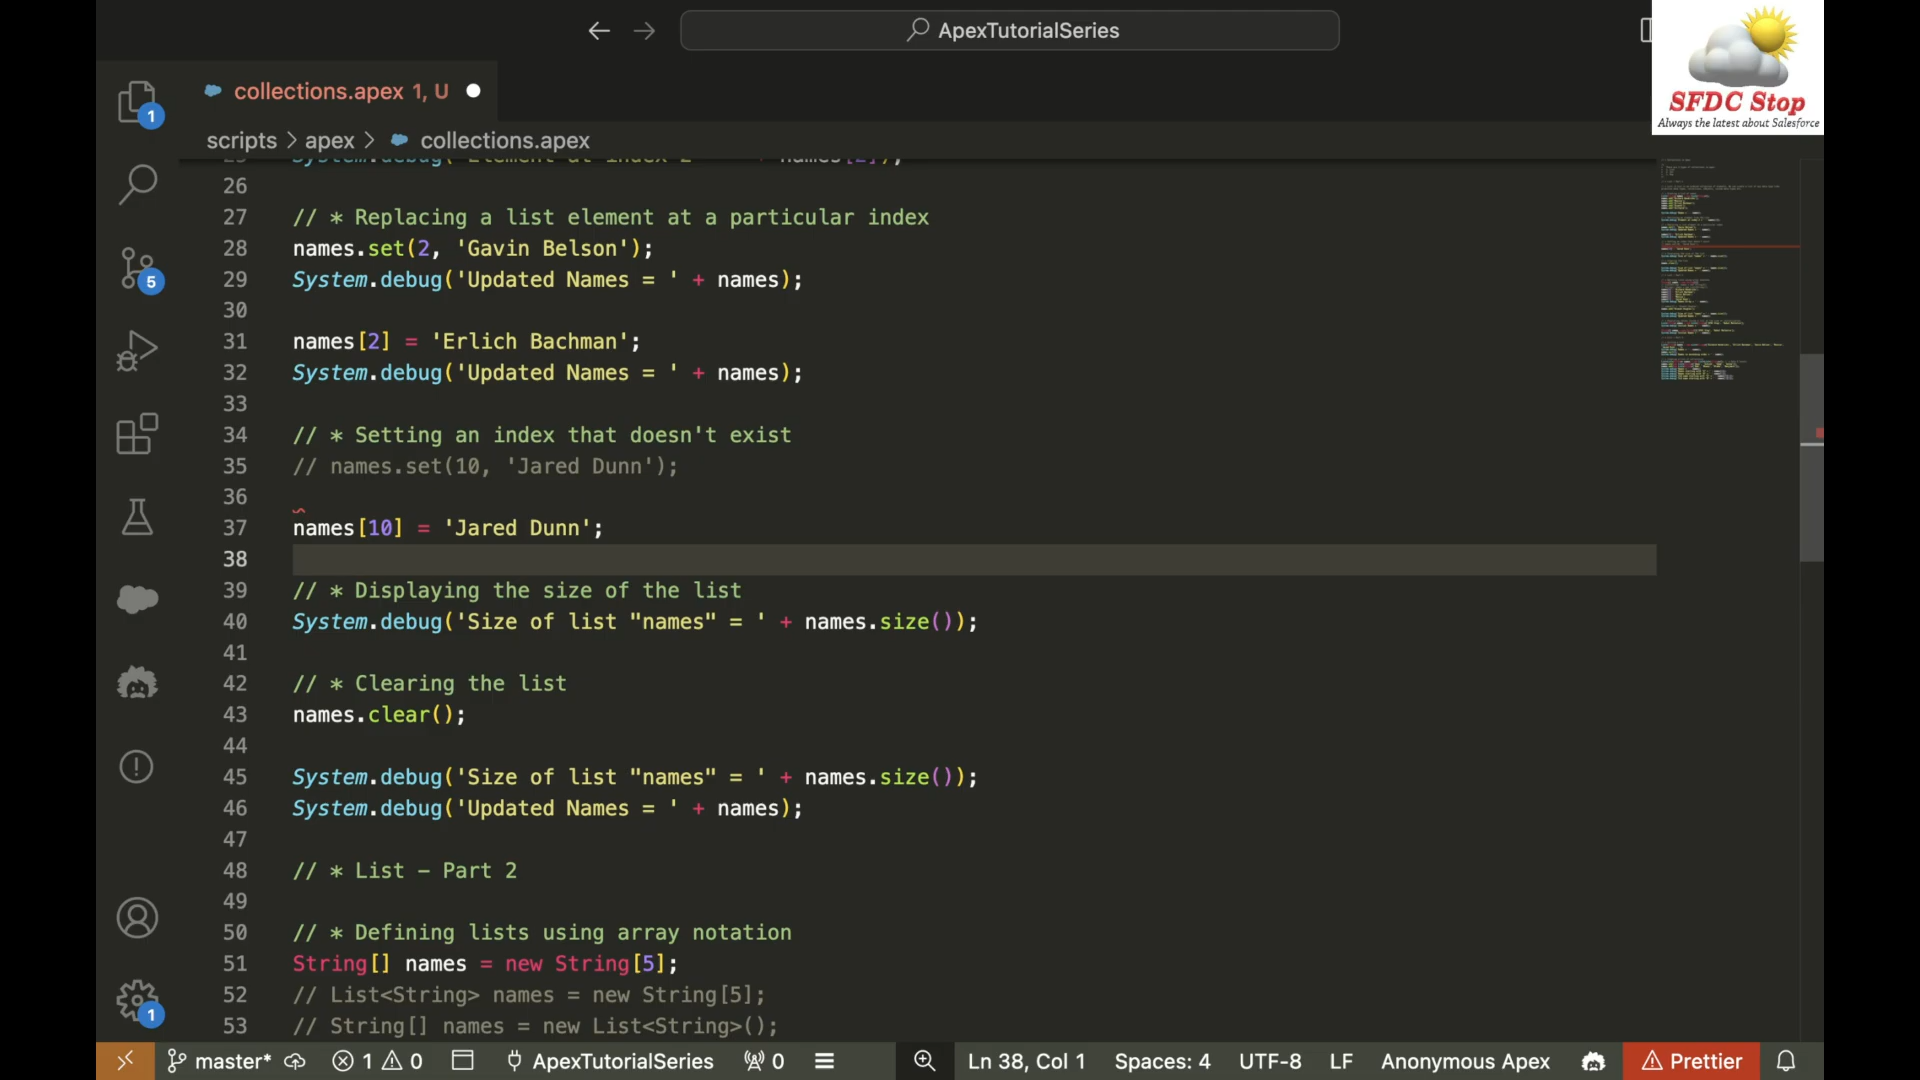 ApexTutorialSeries
SFDC Stop
Always the latest about Salesforce
collections.apex 1, U
scripts > apex > collections.apex
1
5
1
26
27 // * Replacing a list element at a particular index
28 names.set(2, 'Gavin Belson');
29 System.debug('Updated Names = ' + names);
30
31 names[2] = 'Erlich Bachman';
32 System.debug('Updated Names = ' + names);
33
34 // * Setting an index that doesn't exist
35 // names.set(10, 'Jared Dunn');
36
37 names[10] = 'Jared Dunn';
38
39 // * Displaying the size of the list
40 System.debug('Size of list "names" = ' + names.size());
41
42 // * Clearing the list
43 names.clear();
44
45 System.debug('Size of list "names" = ' + names.size());
46 System.debug('Updated Names = ' + names);
47
48 // * List – Part 2
49
50 // * Defining lists using array notation
51 String[] names = new String[5];
52 // List<String> names = new String[5];
53 // String[] names = new List<String>();
master* 1 0 ApexTutorialSeries 0 Ln 38, Col 1 Spaces: 4 UTF-8 LF Anonymous Apex Prettier